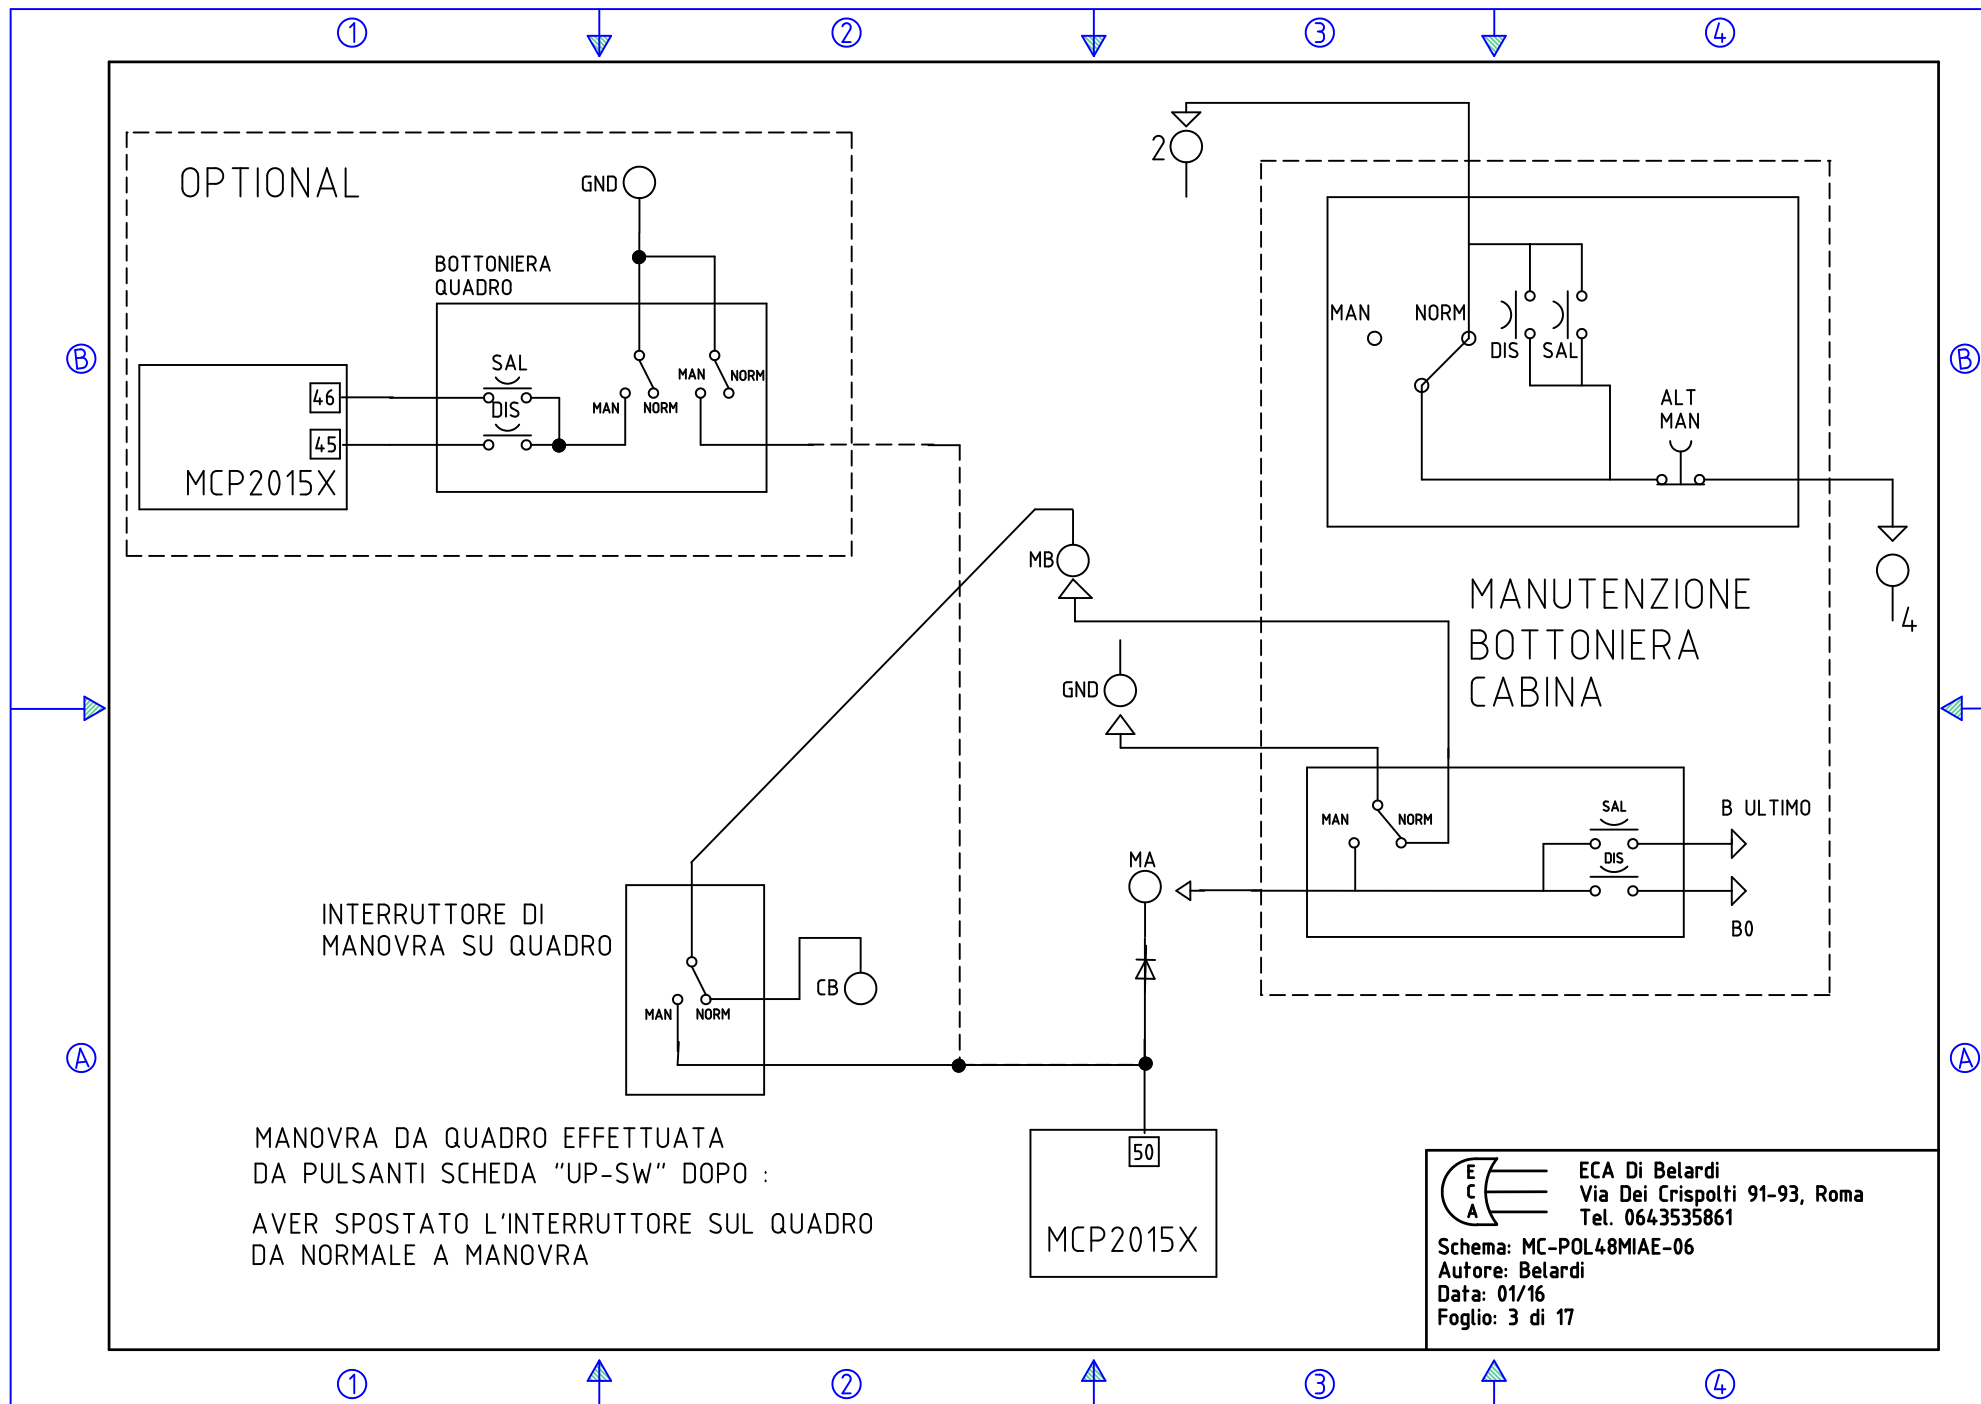 1
2
3
4
OPTIONAL
GND
BOTTONIERA
QUADRO
SAL
DIS
46
45
MCP2015X
MAN
NORM
MAN
NORM
2
MAN
NORM
DIS
SAL
ALT
MAN
4
B
B
MB
GND
MANUTENZIONE
BOTTONIERA
CABINA
MAN
NORM
SAL
DIS
B ULTIMO
B0
MA
INTERRUTTORE DI
MANOVRA SU QUADRO
MAN
NORM
CB
A
A
MANOVRA DA QUADRO EFFETTUATA
DA PULSANTI SCHEDA "UP-SW" DOPO :
AVER SPOSTATO L'INTERRUTTORE SUL QUADRO
DA NORMALE A MANOVRA
50
MCP2015X
E
C
A
ECA Di Belardi
Via Dei Crispolti 91-93, Roma
Tel. 0643535861
Schema: MC-POL48MIAE-06
Autore: Belardi
Data: 01/16
Foglio: 3 di 17
1
2
3
4